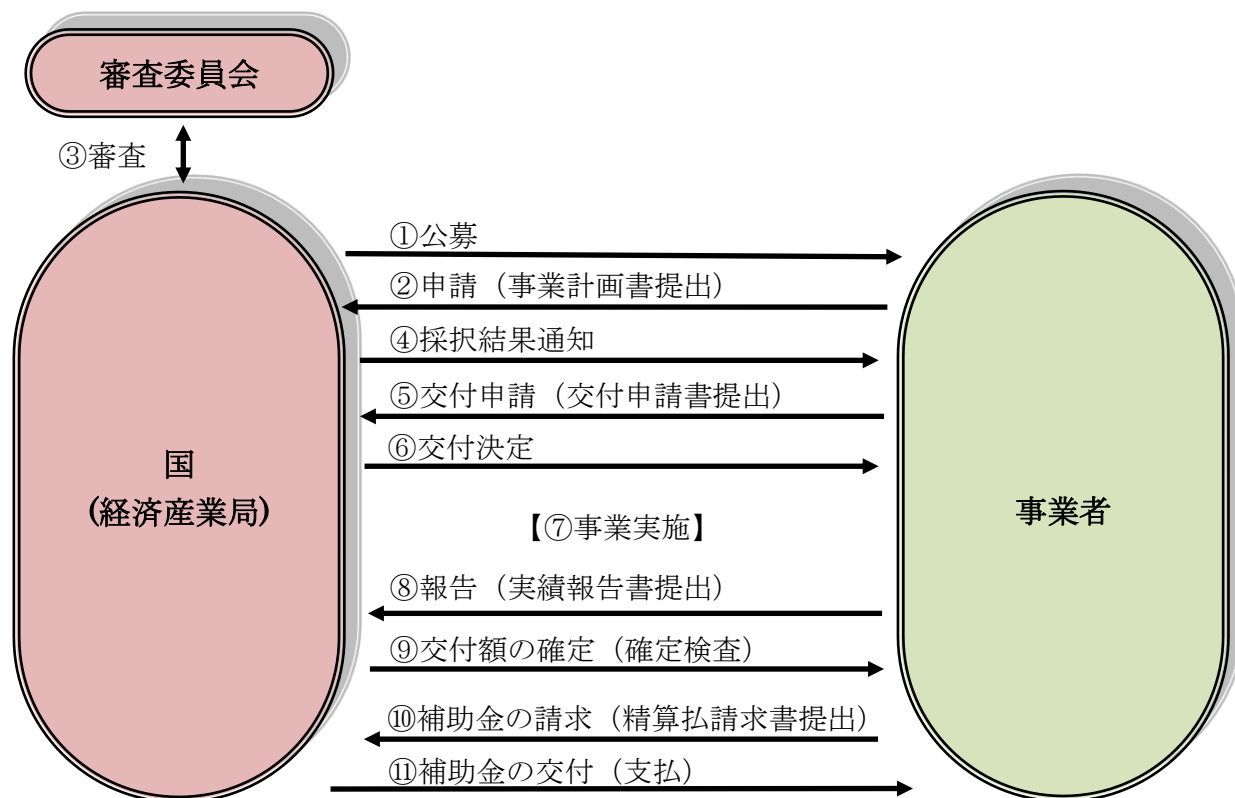 審査委員会
③審査
①公募
②申請（事業計画書提出）
④採択結果通知
⑤交付申請（交付申請書提出）
⑥交付決定
国
(経済産業局)
【⑦事業実施】
事業者
⑧報告（実績報告書提出）
⑨交付額の確定（確定検査）
⑩補助金の請求（精算払請求書提出）
⑪補助金の交付（支払）